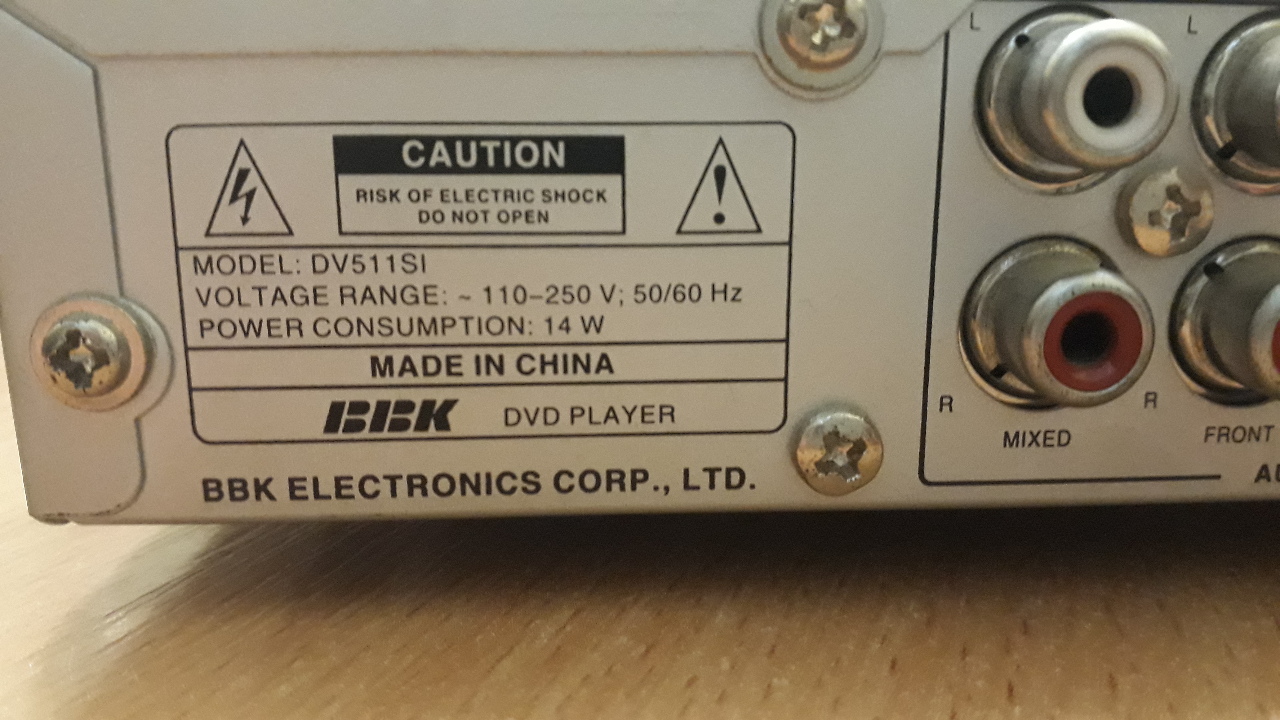 CAUTION
RISK OF ELECTRIC SHOCK
DO NOT OPEN
MODEL: DV511SI
VOLTAGE RANGE: ~ 110–250 V; 50/60 Hz
POWER CONSUMPTION: 14 W
MADE IN CHINA
BBK DVD PLAYER
BBK ELECTRONICS CORP., LTD.
L L
R R
MIXED FRONT